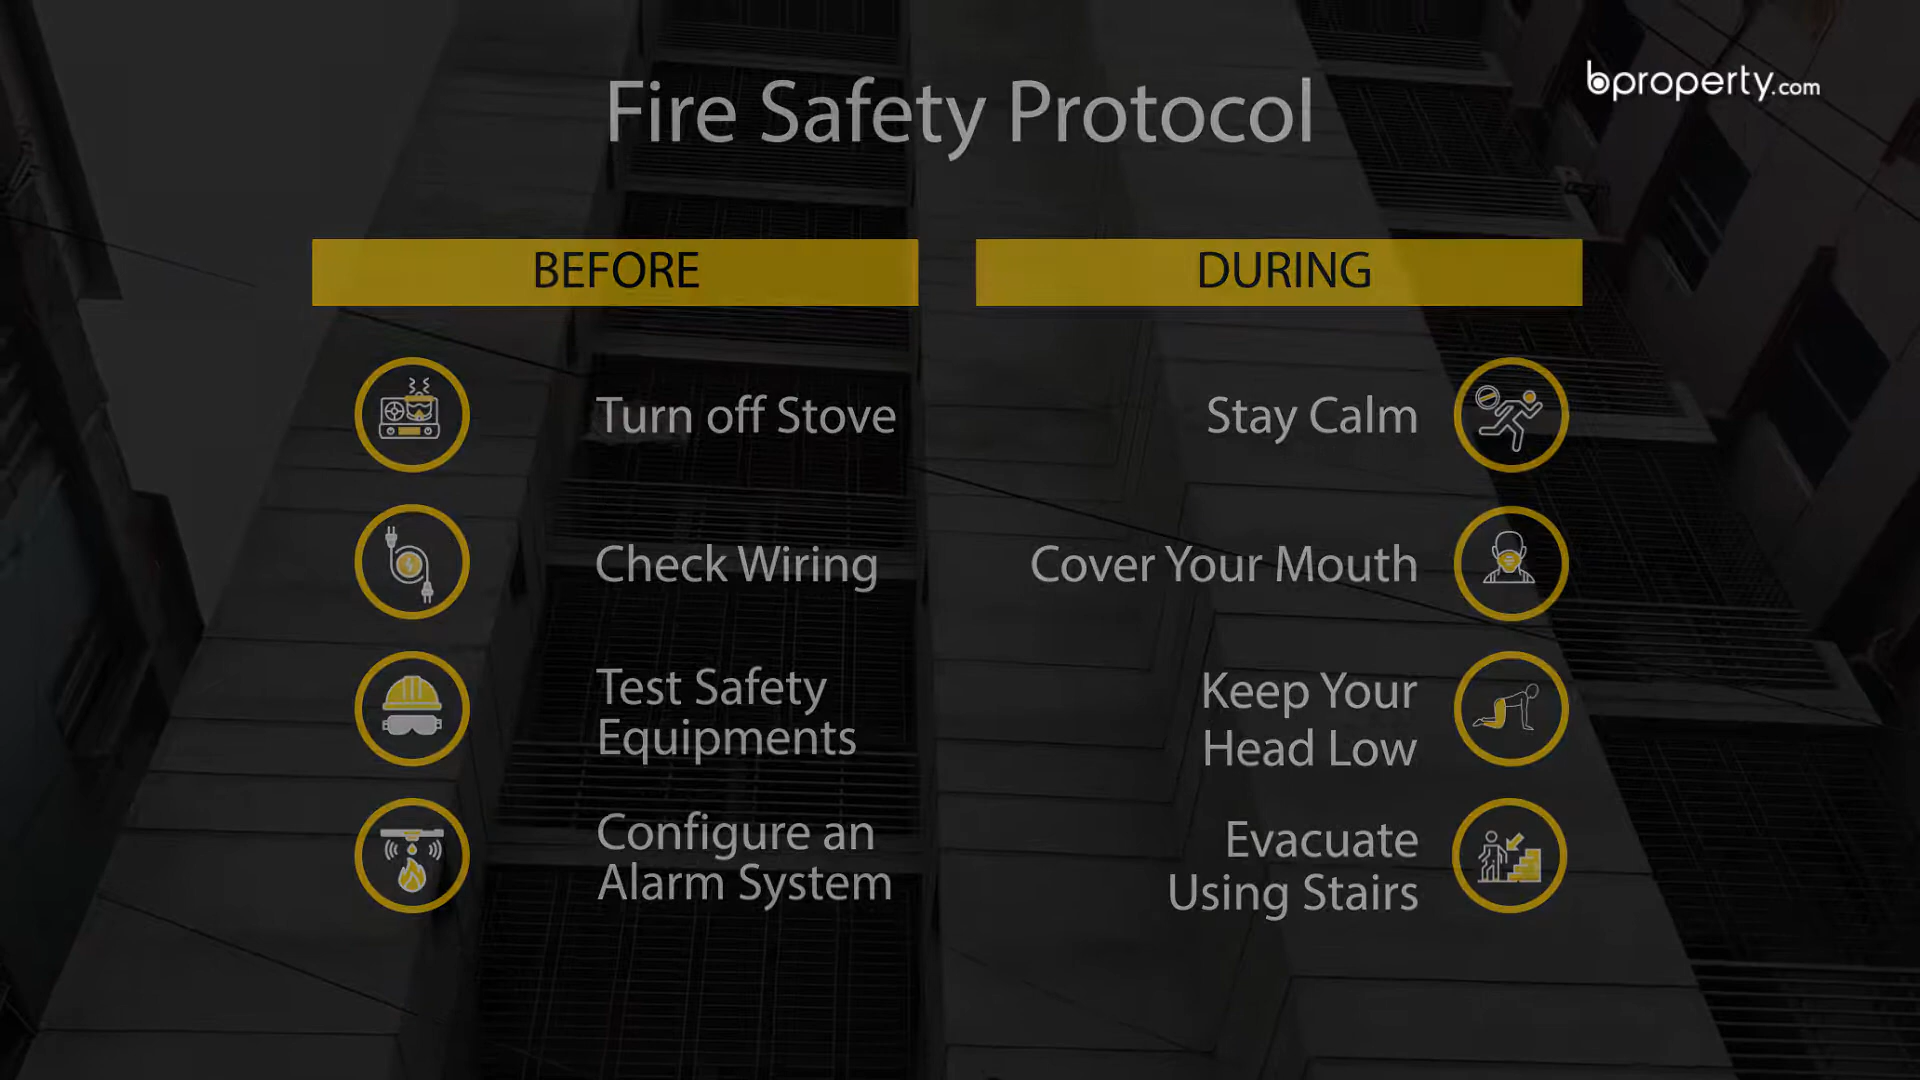 Fire Safety Protocol
bproperty.com
BEFORE
Turn off Stove
Check Wiring
Test Safety
Equipments
Configure an
Alarm System
DURING
Stay Calm
Cover Your Mouth
Keep Your
Head Low
Evacuate
Using Stairs